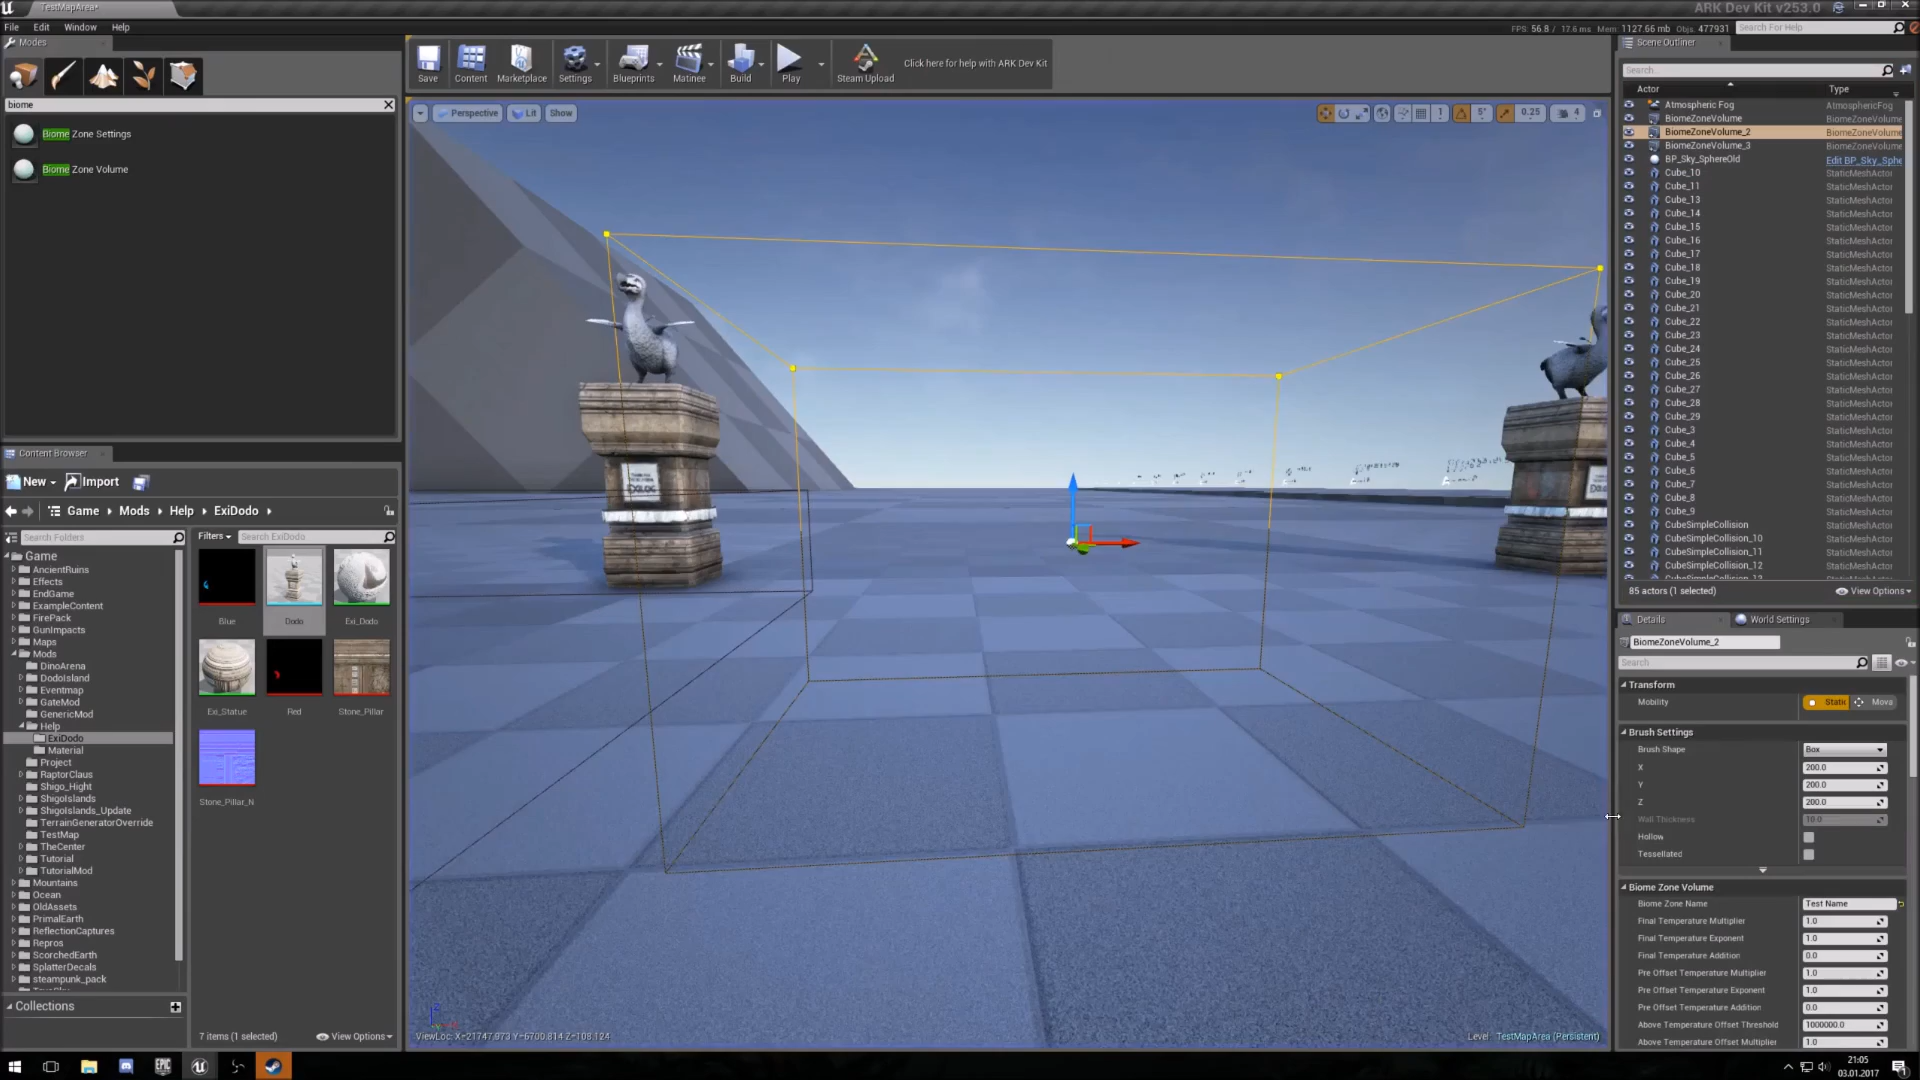 TestMapArea*
ARK Dev Kit v253.0
File Edit Window Help
FPS: 56.8 / 17.6 ms Mem: 1127.66 mb Objs: 477931
Search For Help
Modes
Save Content Marketplace Settings Blueprints Matinee Build Play Steam Upload
Click here for help with ARK Dev Kit
biome
Biome Zone Settings
Biome Zone Volume
Perspective Lit Show
1 5° 0.25 4
Scene Outliner
Search...
Actor Type
Atmospheric Fog AtmosphericFog
BiomeZoneVolume BiomeZoneVolume
BiomeZoneVolume_2 BiomeZoneVolume
BiomeZoneVolume_3 BiomeZoneVolume
BP_Sky_SphereOld Edit BP_Sky_Sphe
Cube_10 StaticMeshActor
Cube_11 StaticMeshActor
Cube_13 StaticMeshActor
Cube_14 StaticMeshActor
Cube_15 StaticMeshActor
Cube_16 StaticMeshActor
Cube_17 StaticMeshActor
Cube_18 StaticMeshActor
Cube_19 StaticMeshActor
Cube_20 StaticMeshActor
Cube_21 StaticMeshActor
Cube_22 StaticMeshActor
Cube_23 StaticMeshActor
Cube_24 StaticMeshActor
Cube_25 StaticMeshActor
Cube_26 StaticMeshActor
Cube_27 StaticMeshActor
Cube_28 StaticMeshActor
Cube_29 StaticMeshActor
Cube_3 StaticMeshActor
Cube_4 StaticMeshActor
Cube_5 StaticMeshActor
Cube_6 StaticMeshActor
Cube_7 StaticMeshActor
Cube_8 StaticMeshActor
Cube_9 StaticMeshActor
CubeSimpleCollision StaticMeshActor
CubeSimpleCollision_10 StaticMeshActor
CubeSimpleCollision_11 StaticMeshActor
CubeSimpleCollision_12 StaticMeshActor
85 actors (1 selected)
View Options
Content Browser
New Import
Game Mods Help ExiDodo
Search Folders
Filters Search ExiDodo
Game
AncientRuins
Effects
EndGame
ExampleContent
FirePack
GunImpacts
Maps
Mods
DinoArena
DodoIsland
Eventmap
GateMod
GenericMod
Help
ExiDodo
Material
Project
RaptorClaus
Shigo_Hight
ShigoIslands
ShigoIslands_Update
TerrainGeneratorOverride
TestMap
TheCenter
Tutorial
TutorialMod
Mountains
Ocean
OldAssets
PrimalEarth
ReflectionCaptures
Repros
ScorchedEarth
SplatterDecals
steampunk_pack
Collections
Blue Dodo Exi_Dodo
Exi_Statue Red Stone_Pillar
Stone_Pillar_N
7 items (1 selected)
View Options
ViewLoc: X=21747.973 Y=6700.814 Z=108.124
Level: TestMapArea (Persistent)
Details World Settings
BiomeZoneVolume_2
Search
Transform
Mobility Static Mova
Brush Settings
Brush Shape Box
X 200.0
Y 200.0
Z 200.0
Wall Thickness 10.0
Hollow
Tessellated
Biome Zone Volume
Biome Zone Name Test Name
Final Temperature Multiplier 1.0
Final Temperature Exponent 1.0
Final Temperature Addition 0.0
Pre Offset Temperature Multiplier 1.0
Pre Offset Temperature Exponent 1.0
Pre Offset Temperature Addition 0.0
Above Temperature Offset Threshold 1000000.0
Above Temperature Offset Multiplier 1.0
EPIC
21:05
03.01.2017